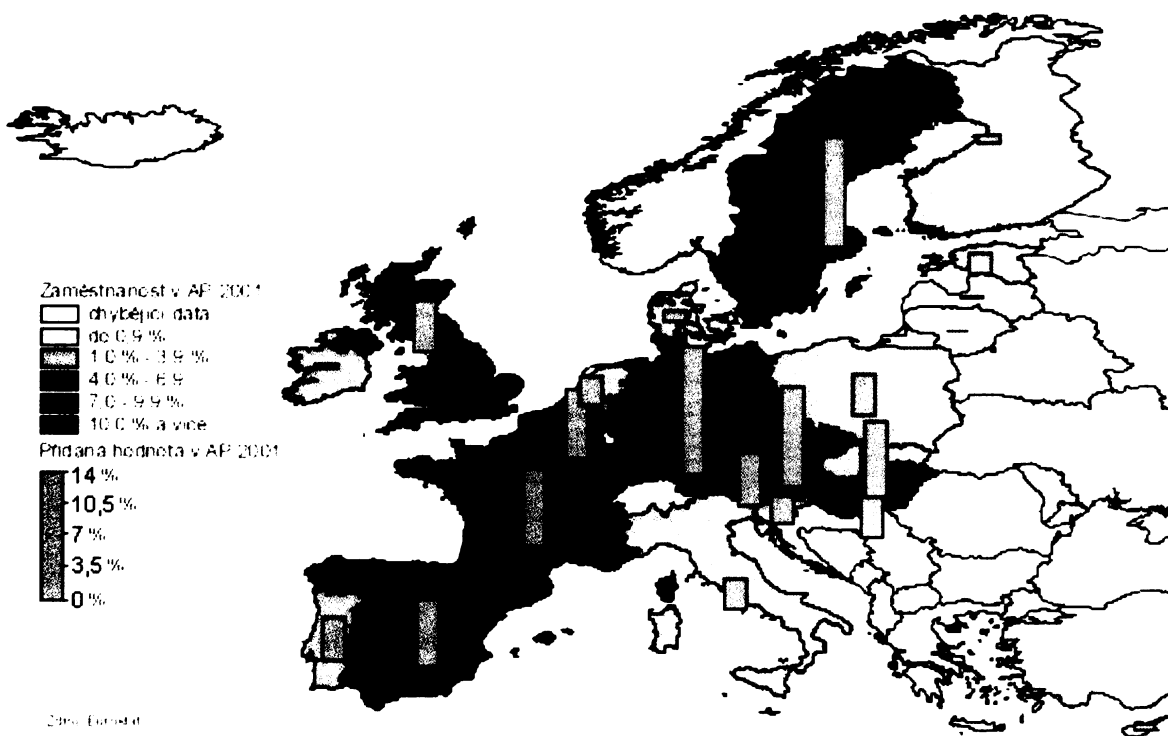 Zaměstnanost v AP 2001
chybějící data
do 0,9 %
1.0 % - 3,9 %
4.0 % - 6.9
7.0 - 9.9 %
10.0 % a více
Přidaná hodnota v AP 2001
14 %
10,5 %
7 %
3,5 %
0 %
Zdroj: Eurostat